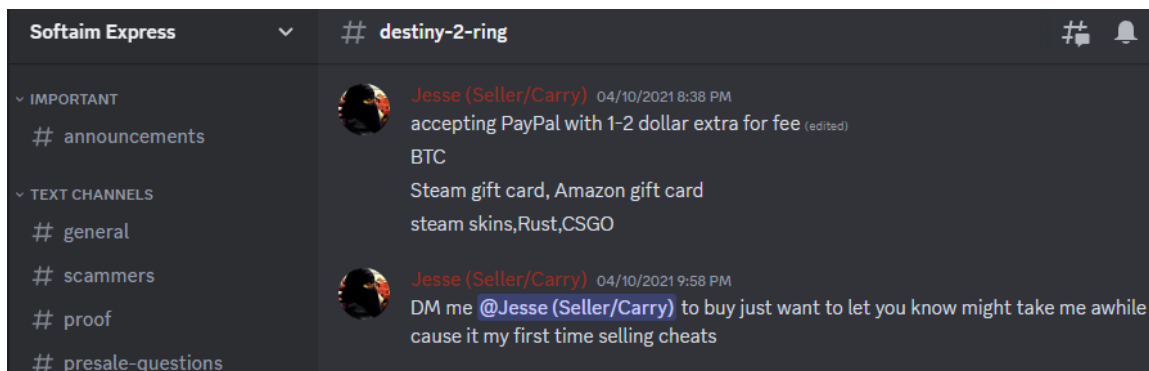 Softaim Express
# destiny-2-ring
IMPORTANT
# announcements
TEXT CHANNELS
# general
# scammers
# proof
# presale-questions
Jesse (Seller/Carry) 04/10/2021 8:38 PM
accepting PayPal with 1-2 dollar extra for fee (edited)
BTC
Steam gift card, Amazon gift card
steam skins,Rust,CSGO
Jesse (Seller/Carry) 04/10/2021 9:58 PM
DM me @Jesse (Seller/Carry) to buy just want to let you know might take me awhile
cause it my first time selling cheats